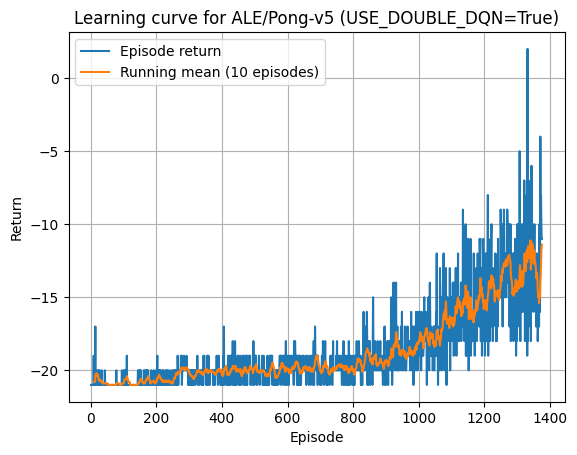 Learning curve for ALE/Pong-v5 (USE_DOUBLE_DQN=True)
Episode return
Running mean (10 episodes)
0
−5
−10
−15
−20
Return
0 200 400 600 800 1000 1200 1400
Episode